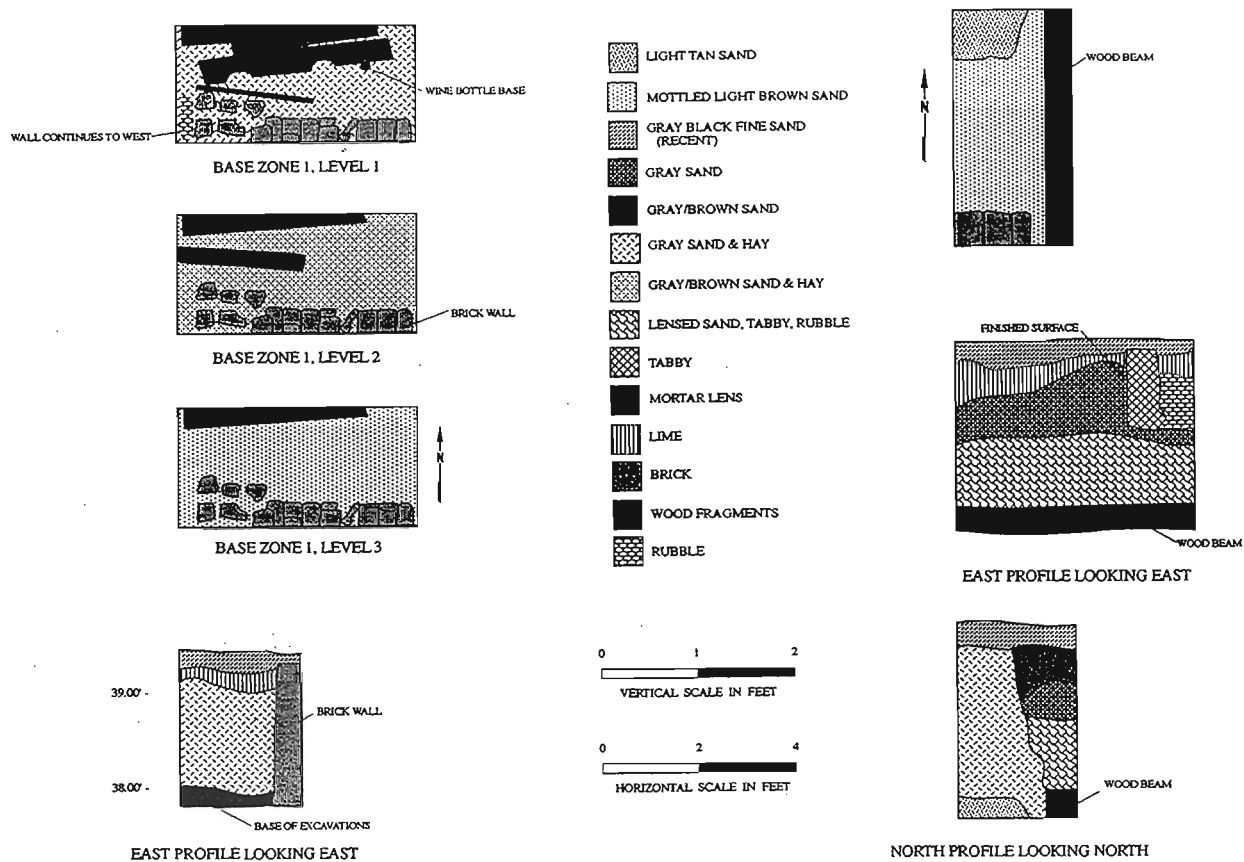 WINE BOTTLE BASE
WALL CONTINUES TO WEST
BASE ZONE 1, LEVEL 1
BRICK WALL
BASE ZONE 1, LEVEL 2
N
BASE ZONE 1, LEVEL 3
39.00' -
BRICK WALL
38.00' -
BASE OF EXCAVATIONS
EAST PROFILE LOOKING EAST
LIGHT TAN SAND
MOTTLED LIGHT BROWN SAND
GRAY BLACK FINE SAND
(RECENT)
GRAY SAND
GRAY/BROWN SAND
GRAY SAND & HAY
GRAY/BROWN SAND & HAY
LENSED SAND, TABBY, RUBBLE
TABBY
MORTAR LENS
LIME
BRICK
WOOD FRAGMENTS
RUBBLE
0 1 2
VERTICAL SCALE IN FEET
0 2 4
HORIZONTAL SCALE IN FEET
WOOD BEAM
N
FINISHED SURFACE
WOOD BEAM
EAST PROFILE LOOKING EAST
WOOD BEAM
NORTH PROFILE LOOKING NORTH